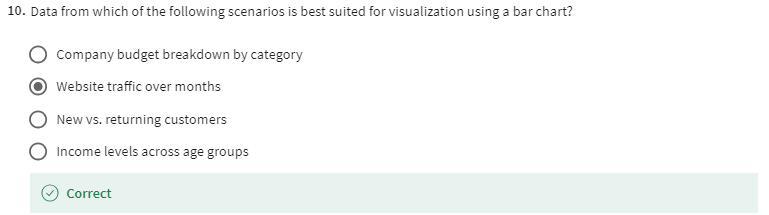 10. Data from which of the following scenarios is best suited for visualization using a bar chart?
Company budget breakdown by category
Website traffic over months
New vs. returning customers
Income levels across age groups
Correct